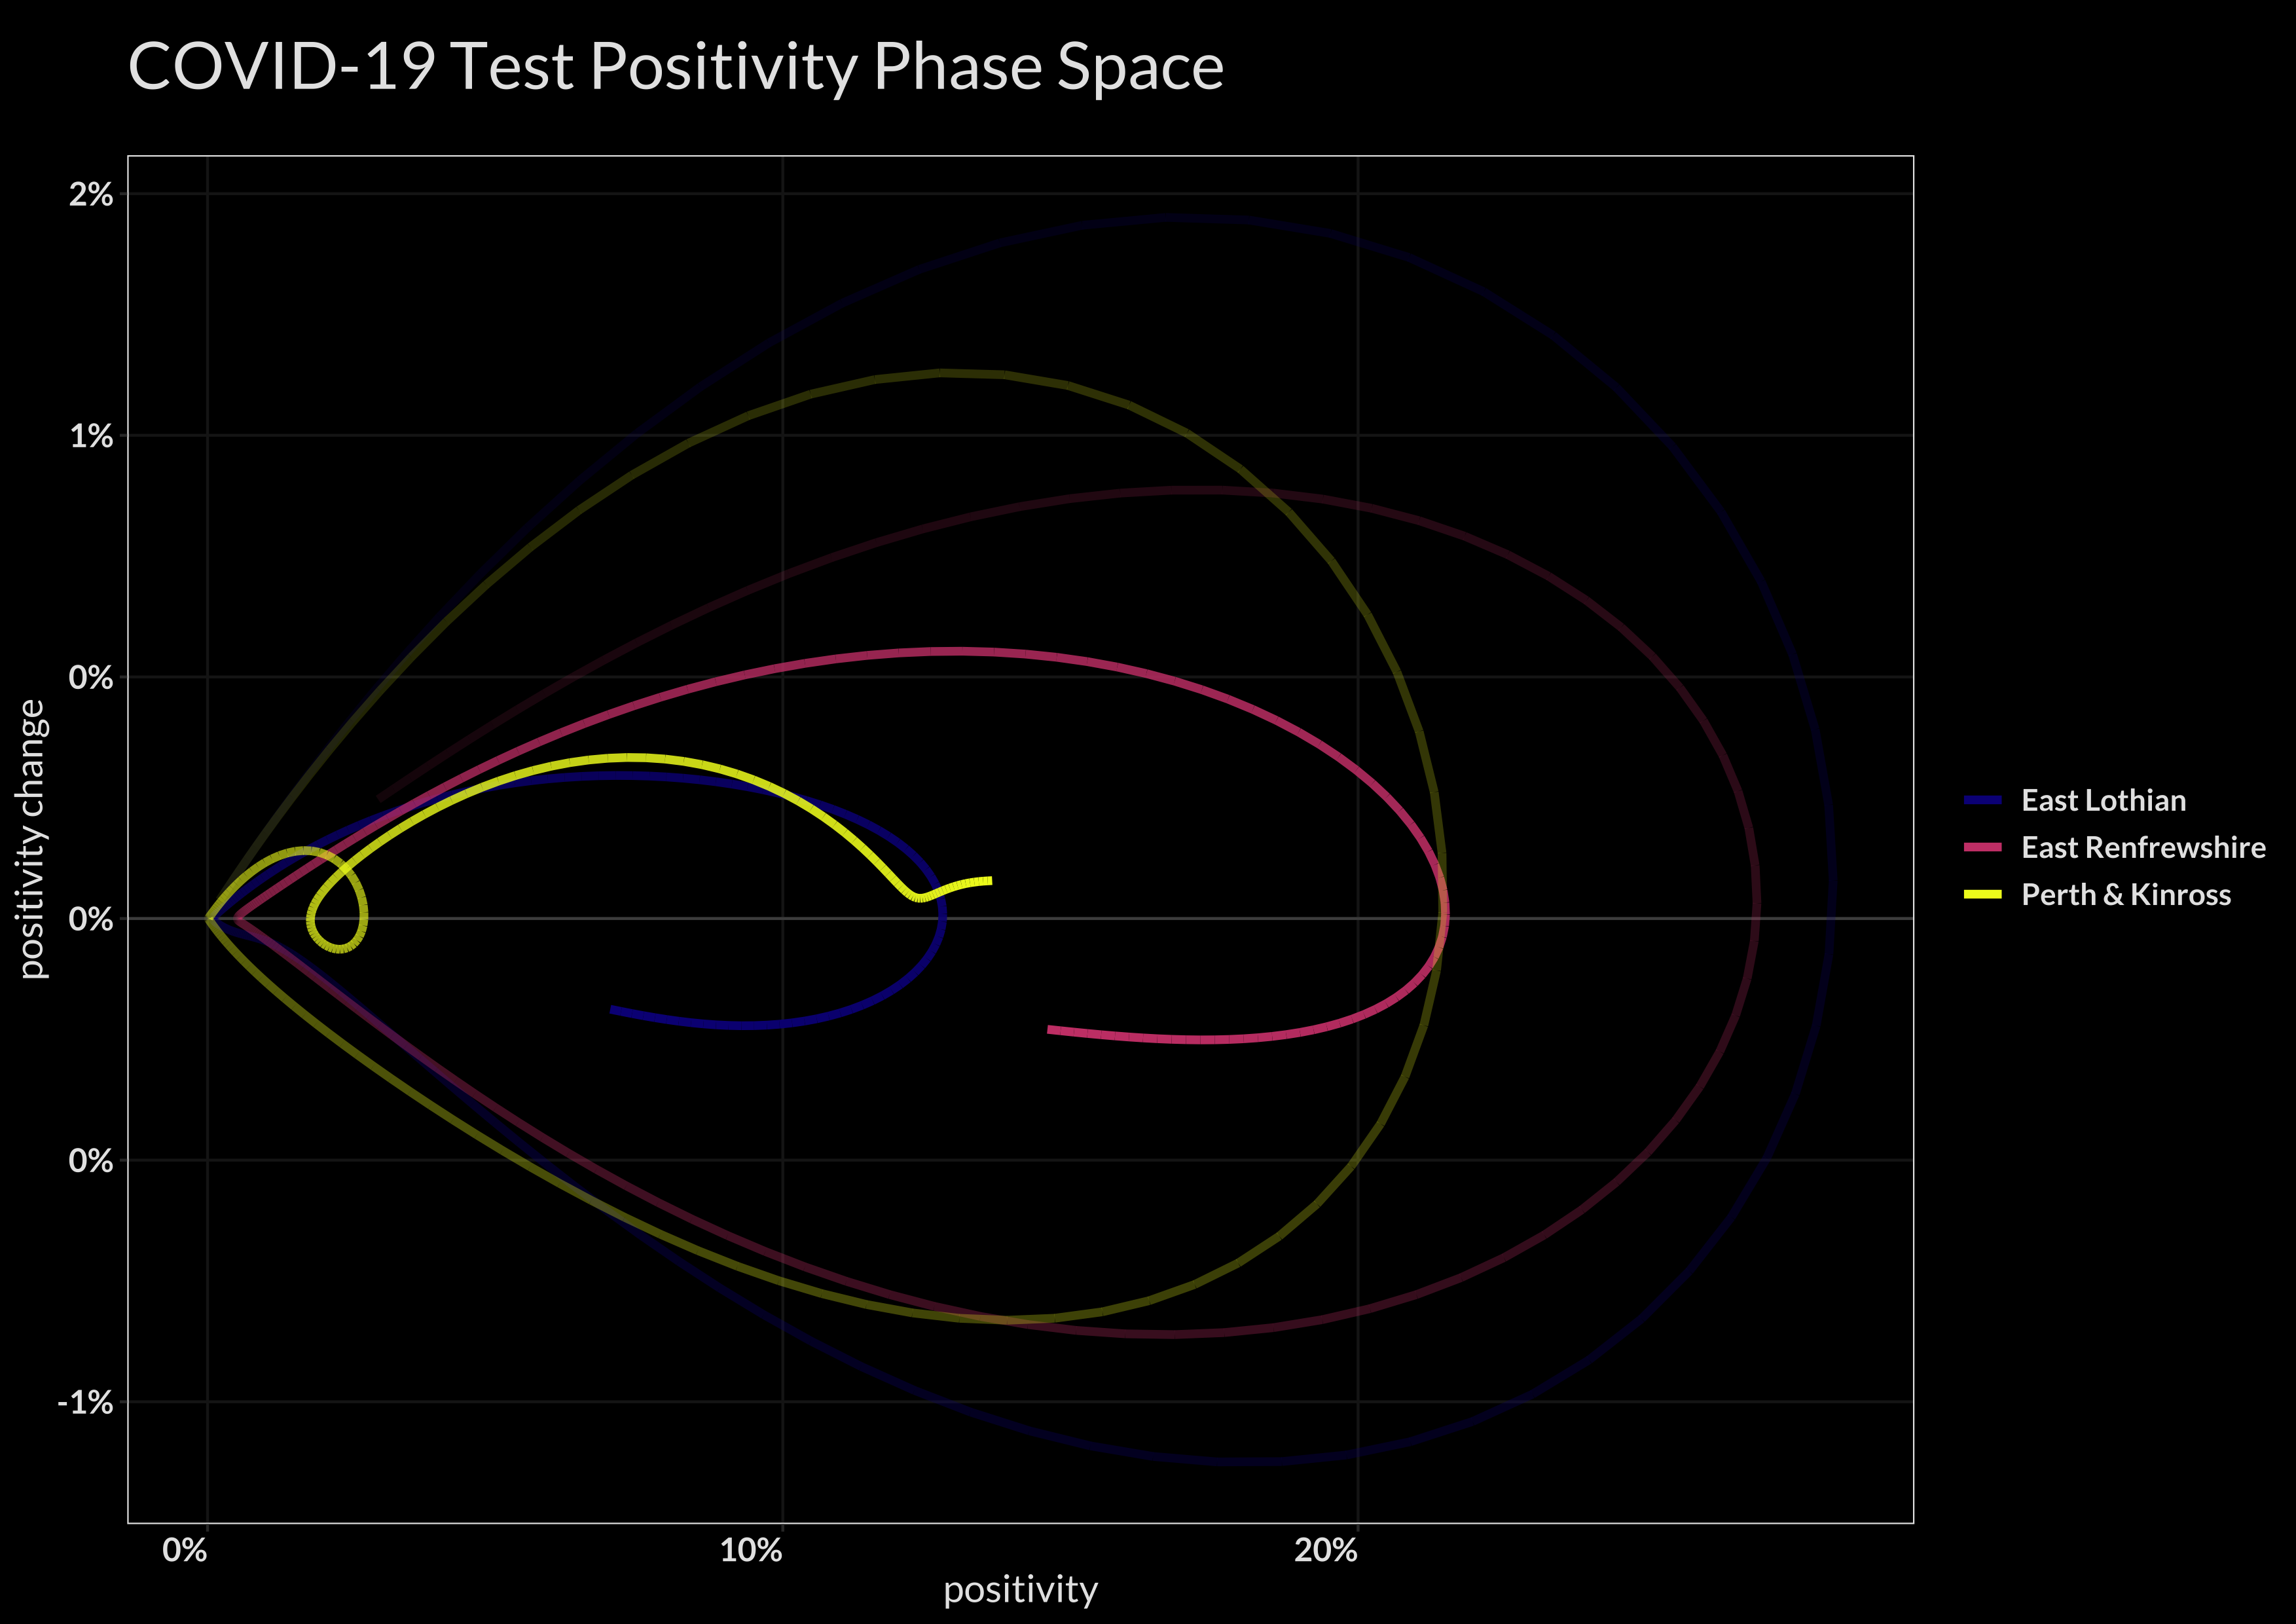 COVID-19 Test Positivity Phase Space
2%
1%
0%
0%
0%
-1%
positivity change
0%
10%
20%
positivity
East Lothian
East Renfrewshire
Perth & Kinross